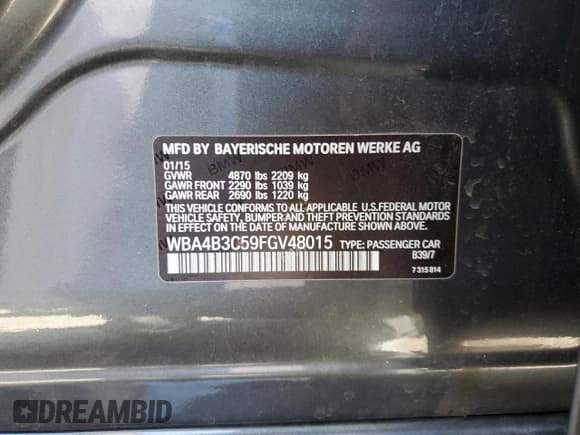 MFD BY BAYERISCHE MOTOREN WERKE AG
01/15
GVWR 4870 lbs 2209 kg
GAWR FRONT 2290 lbs 1039 kg
GAWR REAR 2690 lbs 1220 kg
THIS VEHICLE CONFORMS TO ALL APPLICABLE U.S.FEDERAL MOTOR
VEHICLE SAFETY, BUMPER AND THEFT PREVENTION STANDARDS IN
EFFECT ON THE DATE OF MANUFACTURE SHOWN ABOVE.
WBA4B3C59FGV48015 TYPE: PASSENGER CAR
B39/7
7 315 814
DREAMBID